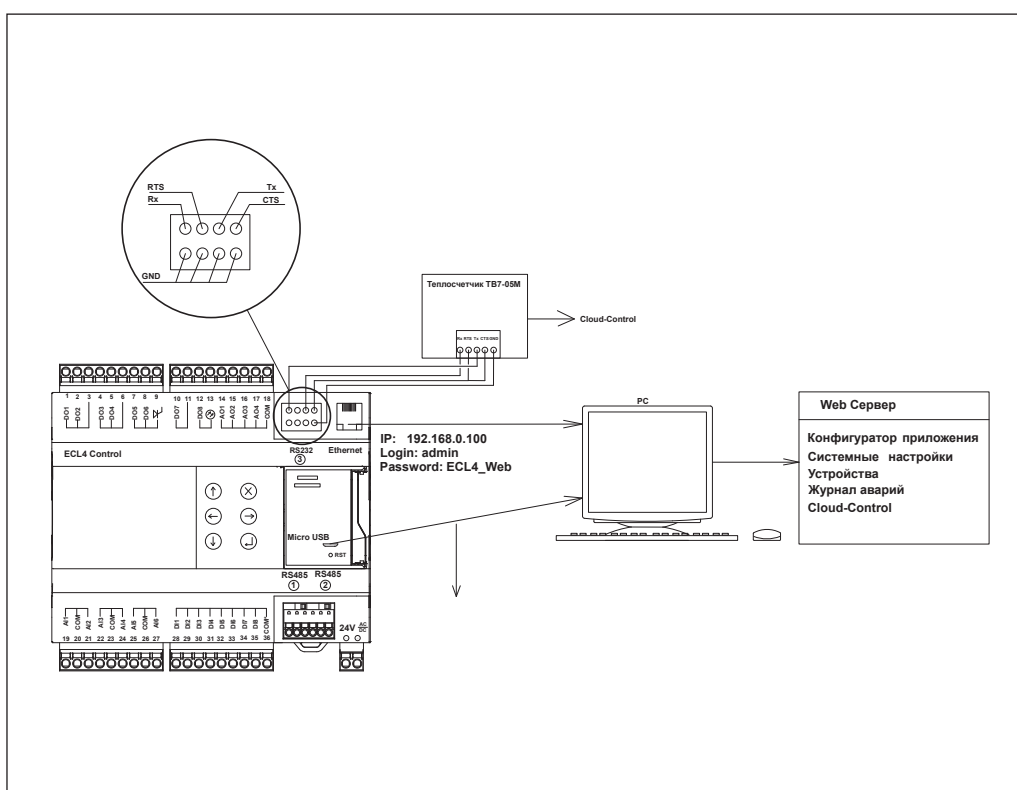 RTS Tx
Rx CTS
GND
Теплосчетчик ТВ7-05М
Cloud-Control
Rx RTS Tx CTS GND
1 2 3 4 5 6 7 8 9 10 11 12 13 14 15 16 17 18
DO1 DO2 DO3 DO4 DO5 DO6 DO7 DO8 AO1 AO2 AO3 AO4 COM
PC
Web Сервер
Конфигуратор приложения
Системные настройки
Устройства
Журнал аварий
Cloud-Control
IP: 192.168.0.100
Login: admin
Password: ECL4_Web
ECL4 Control
RS232
3
Ethernet
Micro USB
RST
RS485 RS485
1 2
AI1 COM AI2 AI3 COM AI4 AI5 COM AI6 DI1 DI2 DI3 DI4 DI5 DI6 DI7 DI8 COM*
19 20 21 22 23 24 25 26 27 28 29 30 31 32 33 34 35 36
24V AC DC